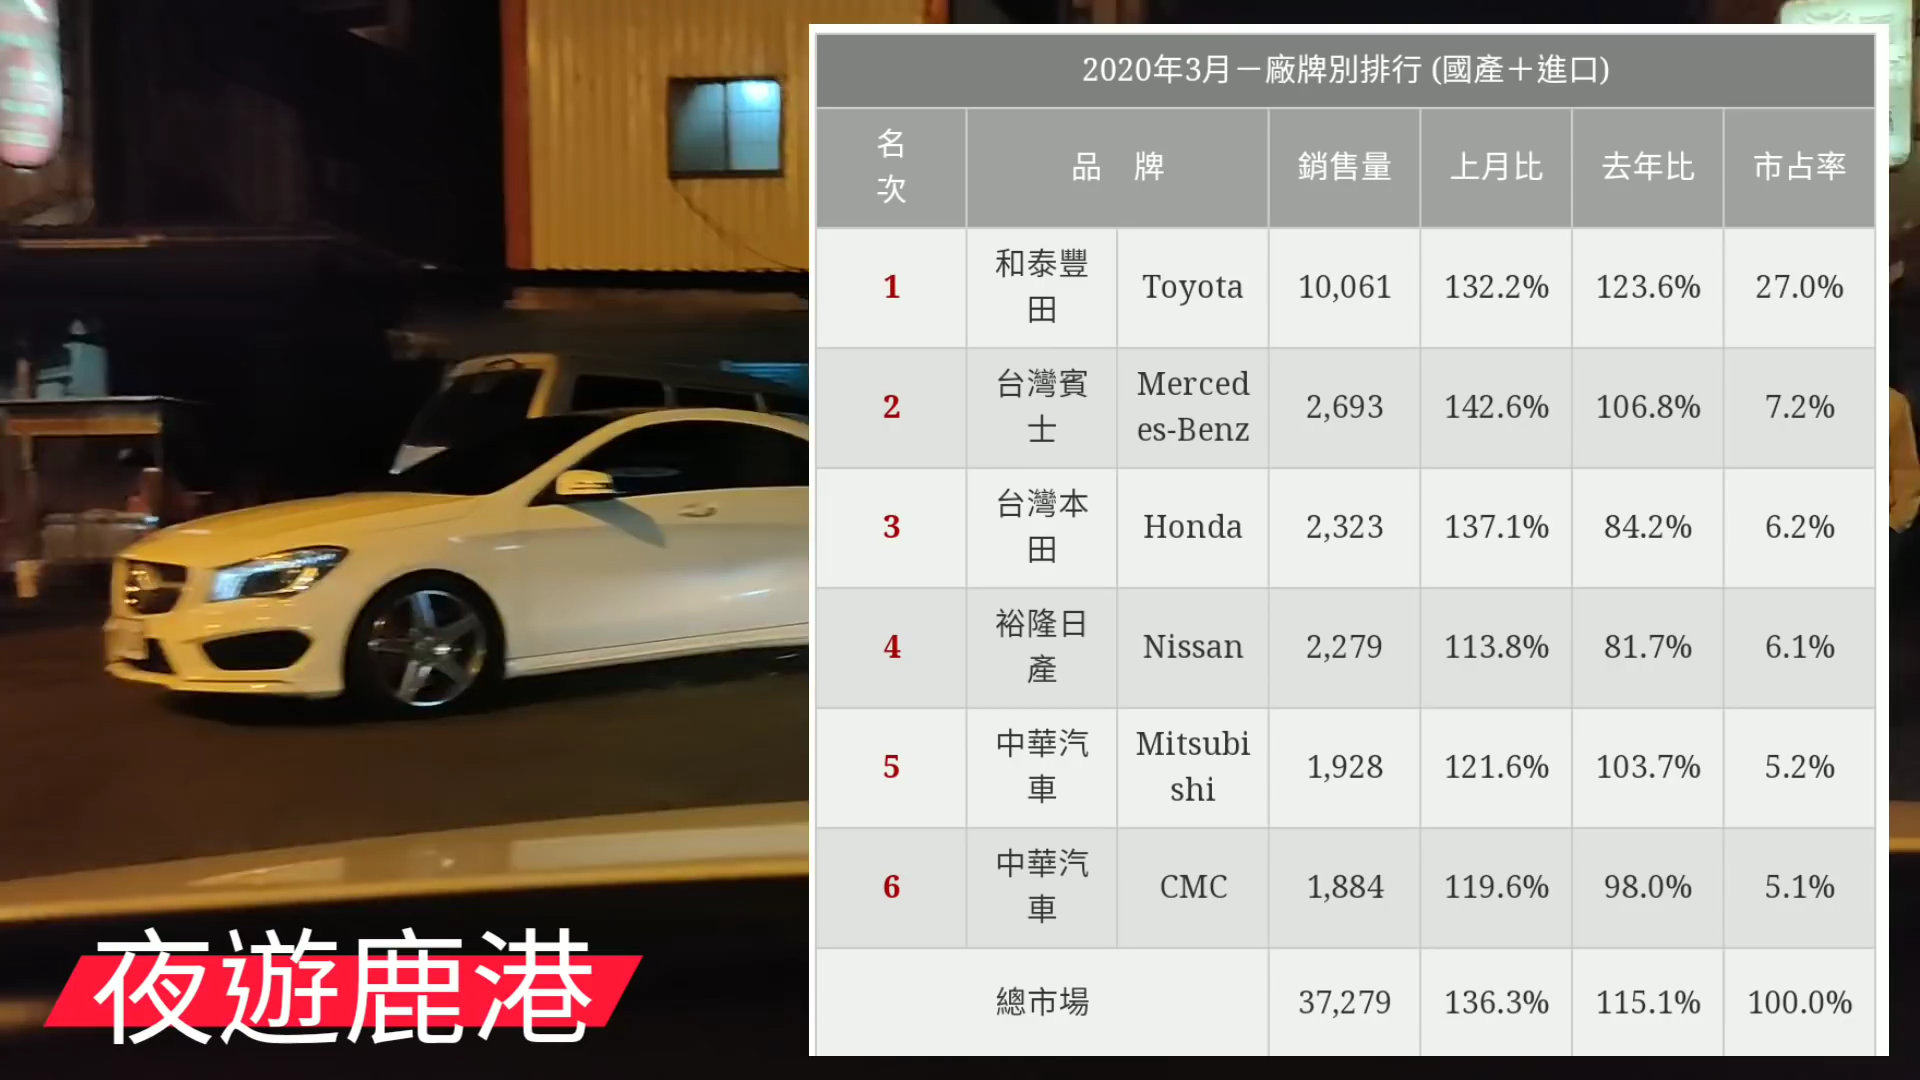 2020年3月－廠牌別排行 (國產＋進口)
名
次
品 牌
銷售量
上月比
去年比
市占率
1
和泰豐
田
Toyota
10,061
132.2%
123.6%
27.0%
2
台灣賓
士
Merced
es-Benz
2,693
142.6%
106.8%
7.2%
3
台灣本
田
Honda
2,323
137.1%
84.2%
6.2%
4
裕隆日
產
Nissan
2,279
113.8%
81.7%
6.1%
5
中華汽
車
Mitsubi
shi
1,928
121.6%
103.7%
5.2%
6
中華汽
車
CMC
1,884
119.6%
98.0%
5.1%
總市場
37,279
136.3%
115.1%
100.0%
夜遊鹿港